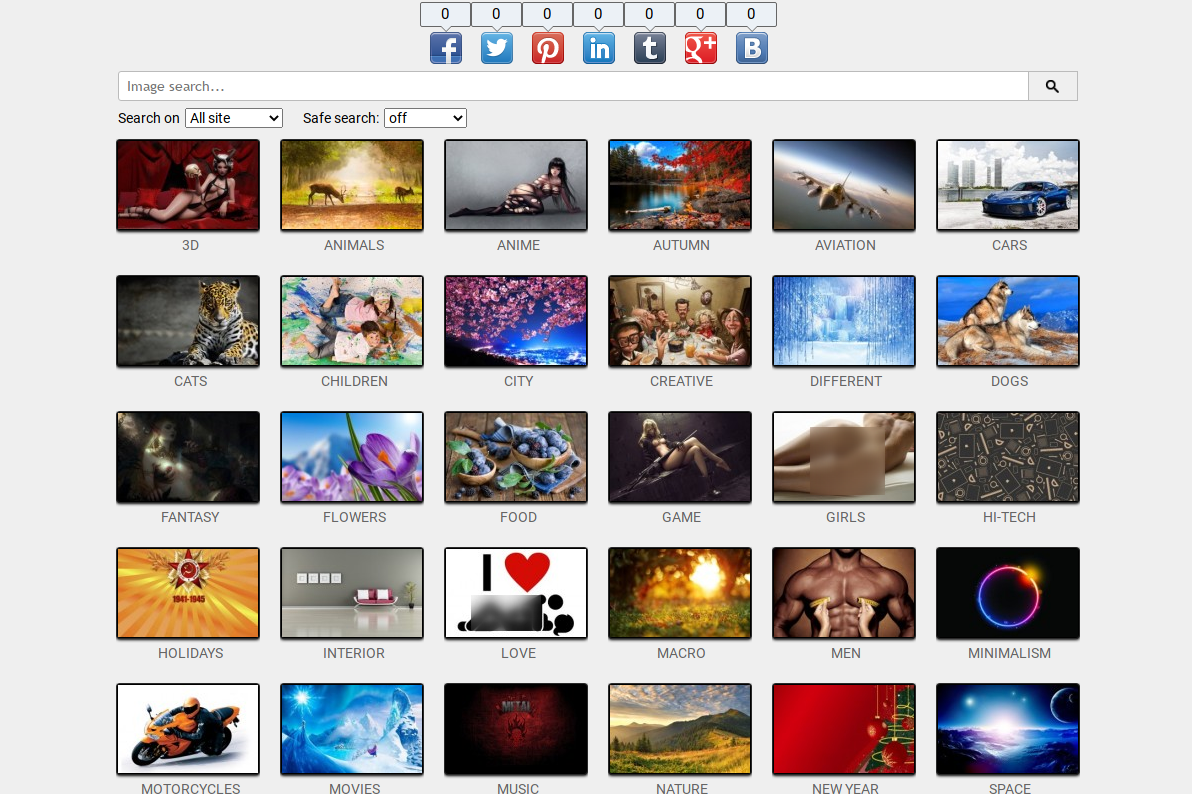 0 0 0 0 0 0 0
f t in t g+ B
Image search...
Search on All site Safe search: off
3D ANIMALS ANIME AUTUMN AVIATION CARS
CATS CHILDREN CITY CREATIVE DIFFERENT DOGS
FANTASY FLOWERS FOOD GAME GIRLS HI-TECH
1941-1945
I
HOLIDAYS INTERIOR LOVE MACRO MEN MINIMALISM
METAL
MOTORCYCLES MOVIES MUSIC NATURE NEW YEAR SPACE